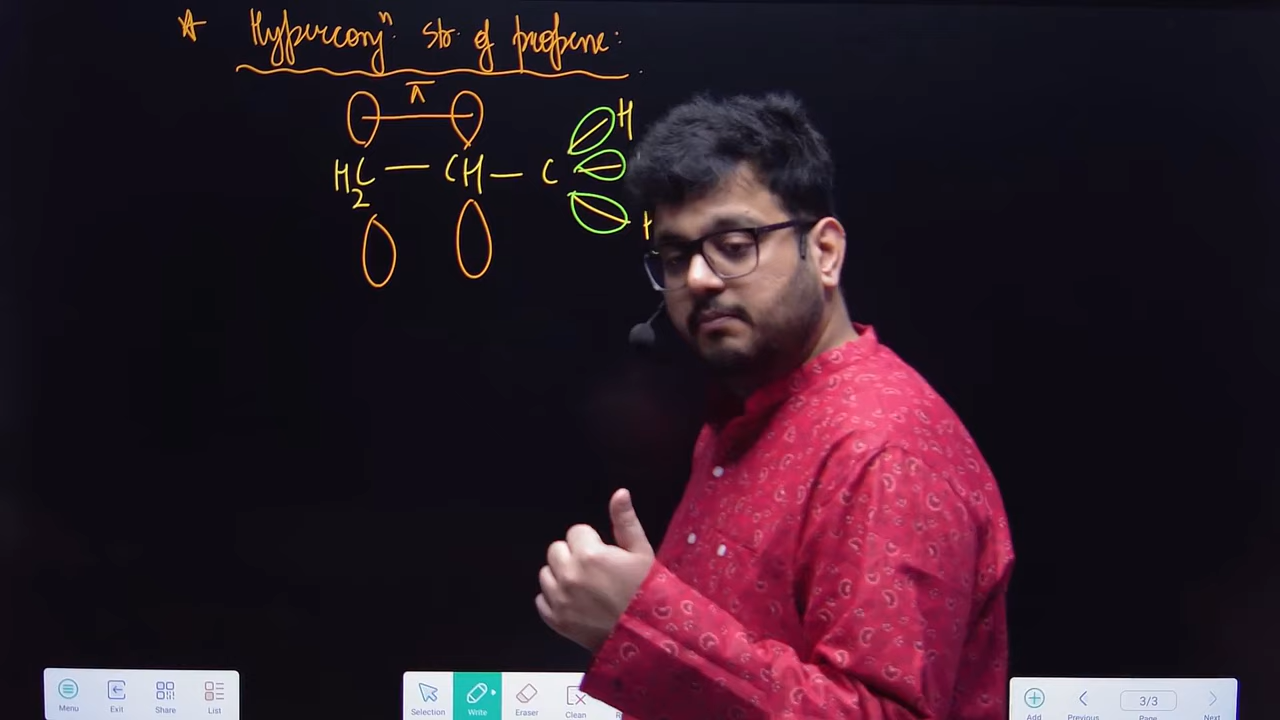 ☆ Hyperconjⁿ. str. of propene:
π
H
H₂C — CH — C
H
Menu Exit Share List Selection Write Eraser Clean Add Previous 3/3 Page Next